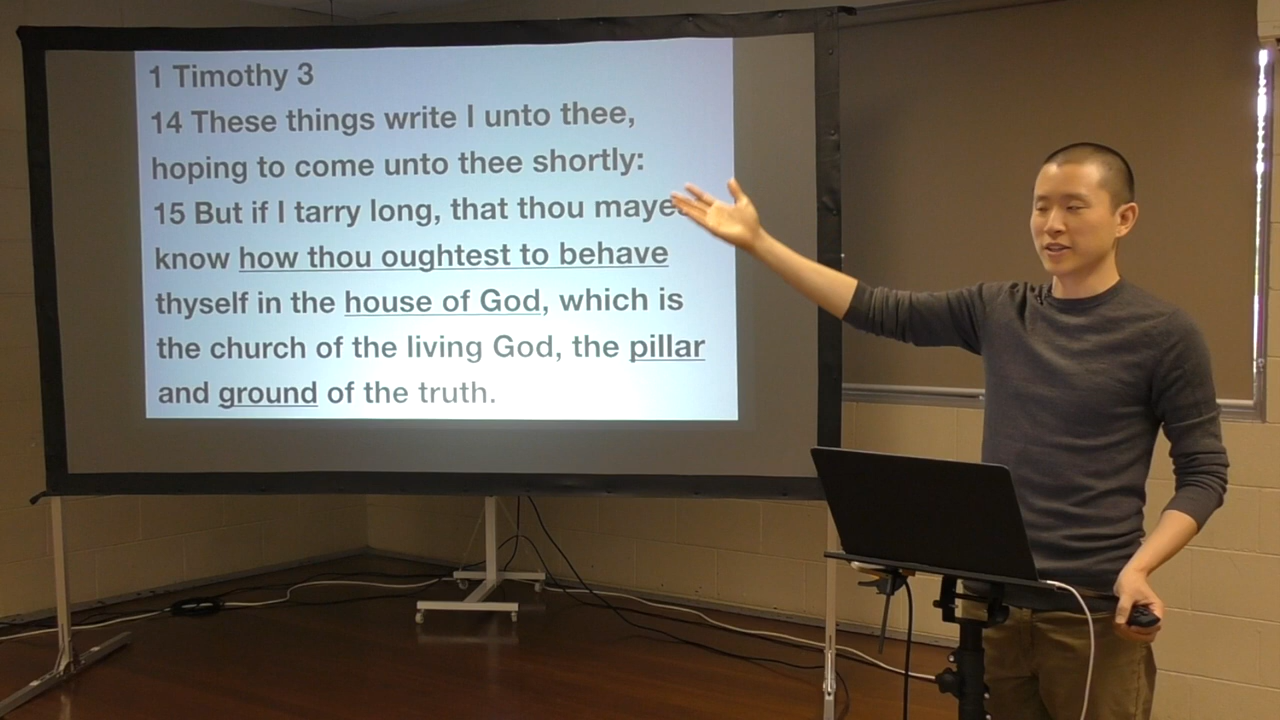 1 Timothy 3
14 These things write I unto thee,
hoping to come unto thee shortly:
15 But if I tarry long, that thou
know how thou oughtest to behave
thyself in the house of God, which is
the church of the living God, the pillar
and ground of the truth.